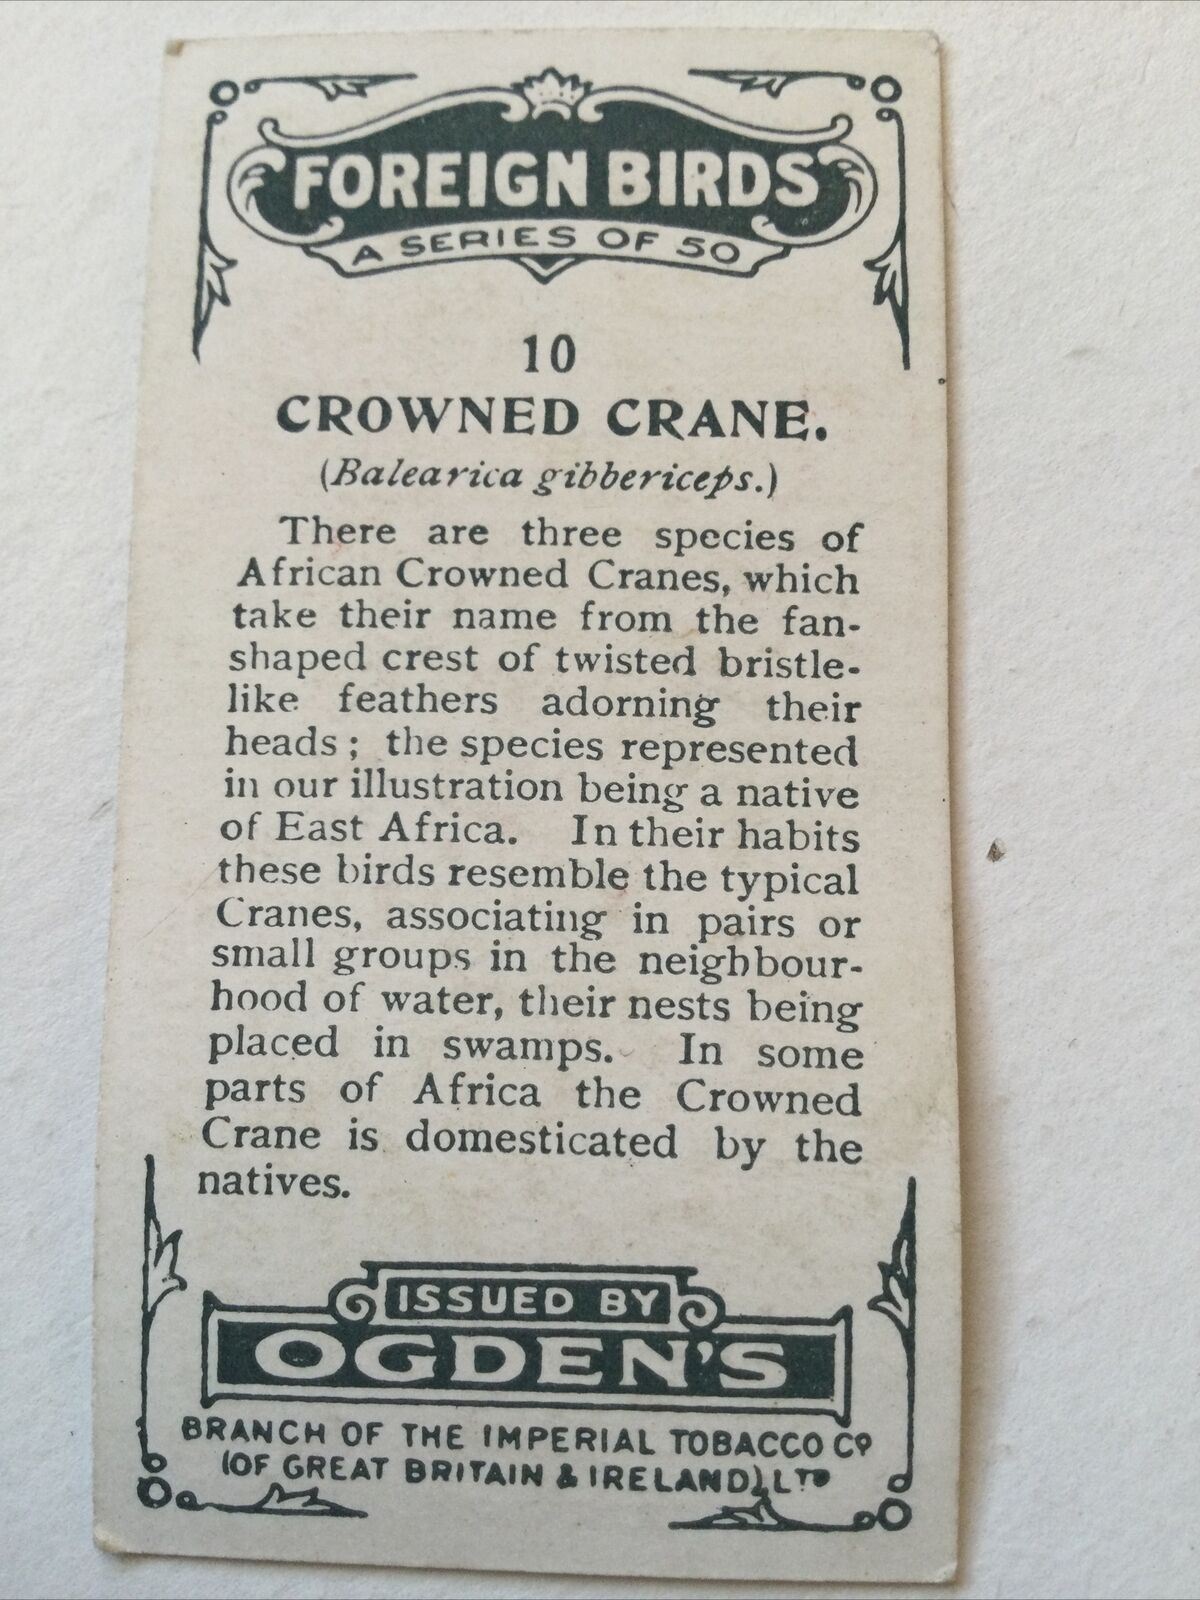 FOREIGN BIRDS
A SERIES OF 50
10
CROWNED CRANE.
(Balearica gibbericeps.)
There are three species of
African Crowned Cranes, which
take their name from the fan-
shaped crest of twisted bristle-
like feathers adorning their
heads ; the species represented
in our illustration being a native
of East Africa. In their habits
these birds resemble the typical
Cranes, associating in pairs or
small groups in the neighbour-
hood of water, their nests being
placed in swamps. In some
parts of Africa the Crowned
Crane is domesticated by the
natives.
ISSUED BY
OGDEN'S
BRANCH OF THE IMPERIAL TOBACCO Co
(OF GREAT BRITAIN & IRELAND), LTD